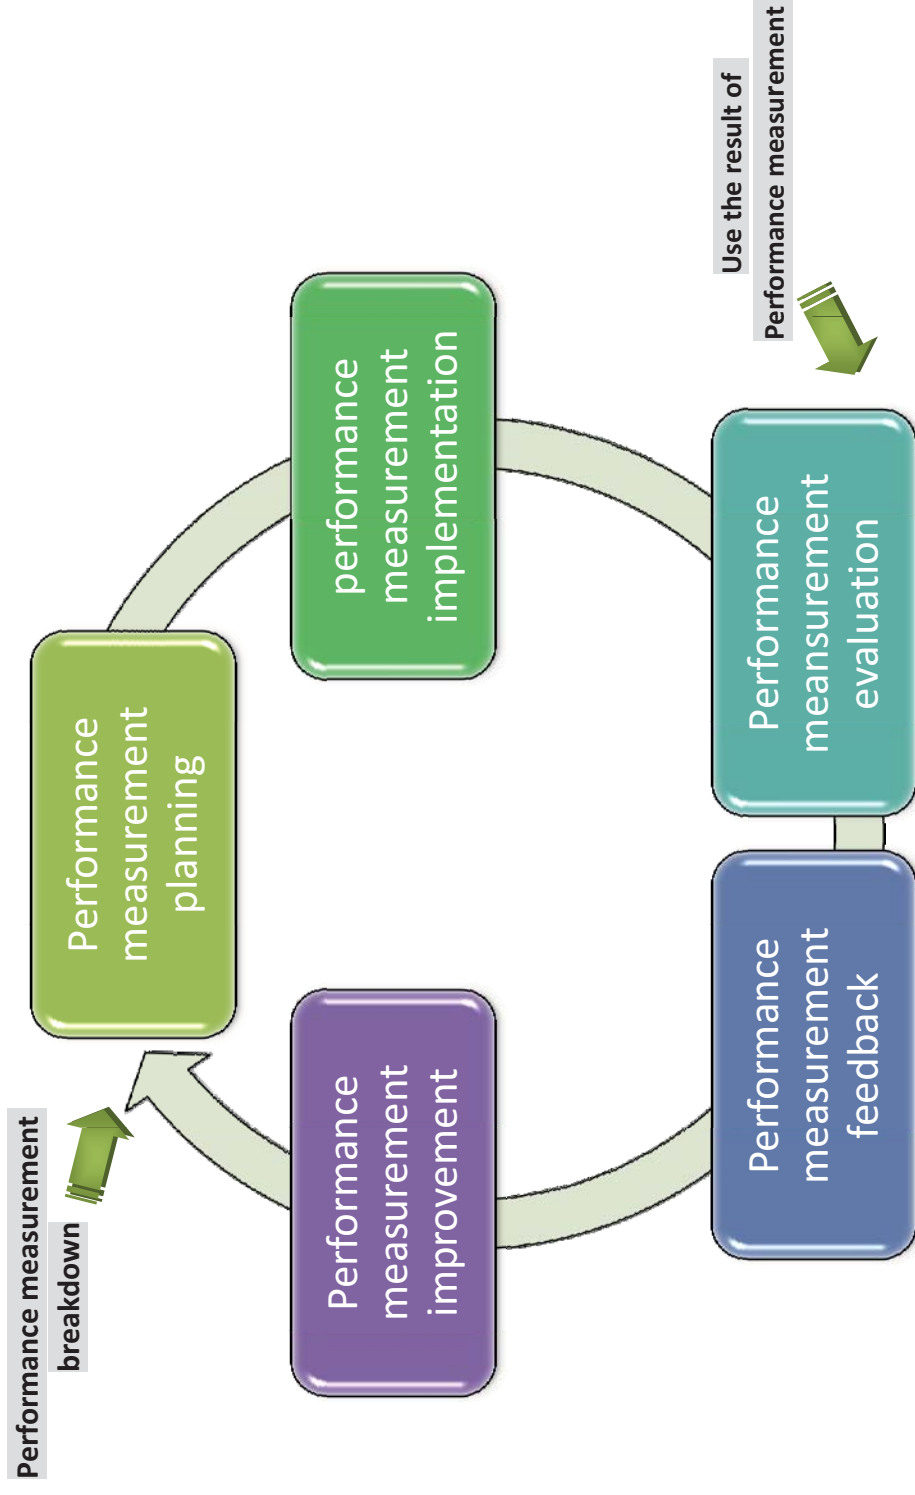 Performance measurement
breakdown
Performance
measurement
planning
performance
measurement
implementation
Use the result of
Performance measurement
Performance
meansurement
evaluation
Performance
measurement
feedback
Performance
measurement
improvement